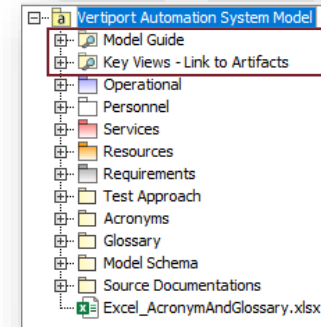 a Vertiport Automation System Model
Model Guide
Key Views - Link to Artifacts
Operational
Personnel
Services
Resources
Requirements
Test Approach
Acronyms
Glossary
Model Schema
Source Documentations
Excel_AcronymAndGlossary.xlsx